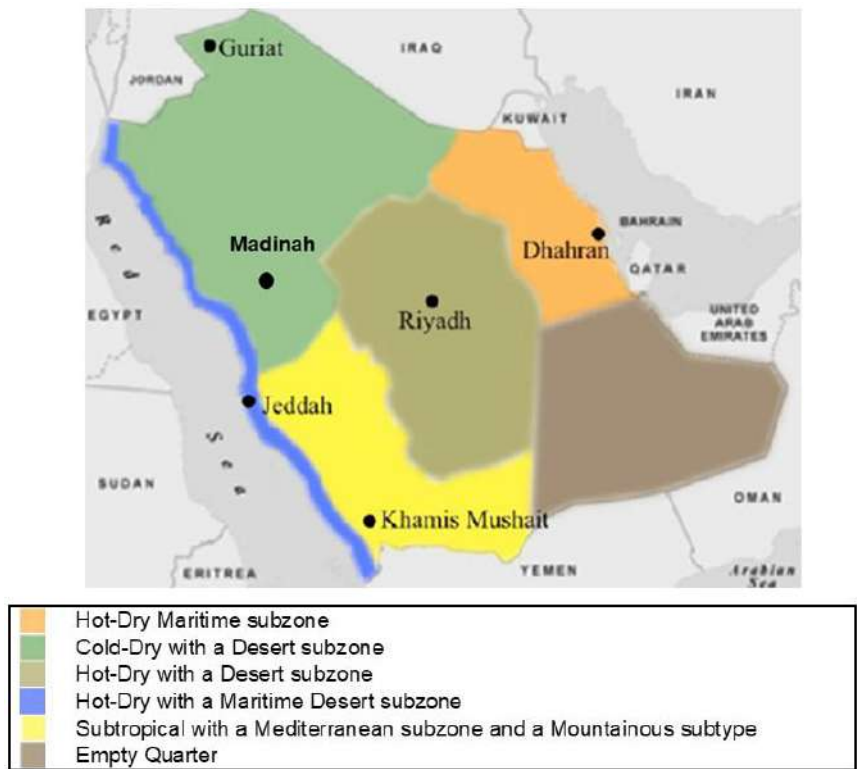 Guriat
IRAQ
JORDAN
IRAN
KUWAIT
Madinah
BAHRAIN
Dhahran
QATAR
Riyadh
EGYPT
UNITED
ARAB
EMIRATES
Jeddah
Red
Sea
SUDAN
OMAN
Khamis Mushait
ERITREA
YEMEN
Arabian
Sea
Hot-Dry Maritime subzone
Cold-Dry with a Desert subzone
Hot-Dry with a Desert subzone
Hot-Dry with a Maritime Desert subzone
Subtropical with a Mediterranean subzone and a Mountainous subtype
Empty Quarter